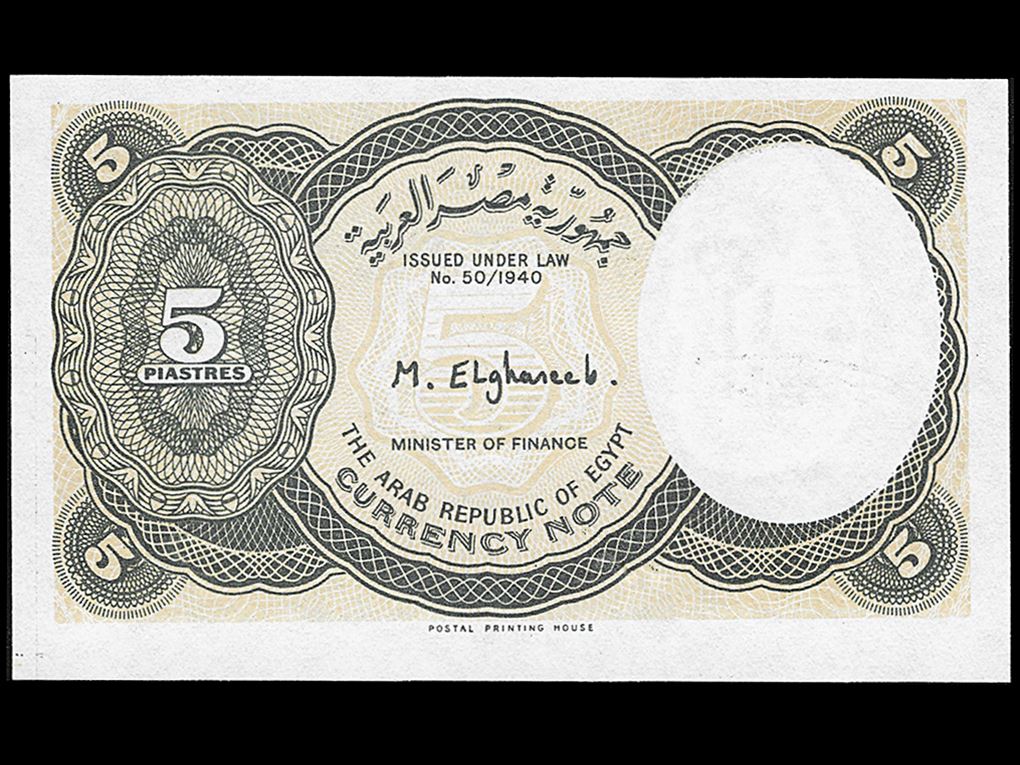 5
5
جمهورية مصر العربية
ISSUED UNDER LAW
No. 50/1940
5
PIASTRES
5
M. ELghareeb.
MINISTER OF FINANCE
THE ARAB REPUBLIC OF EGYPT
CURRENCY NOTE
5
5
POSTAL PRINTING HOUSE